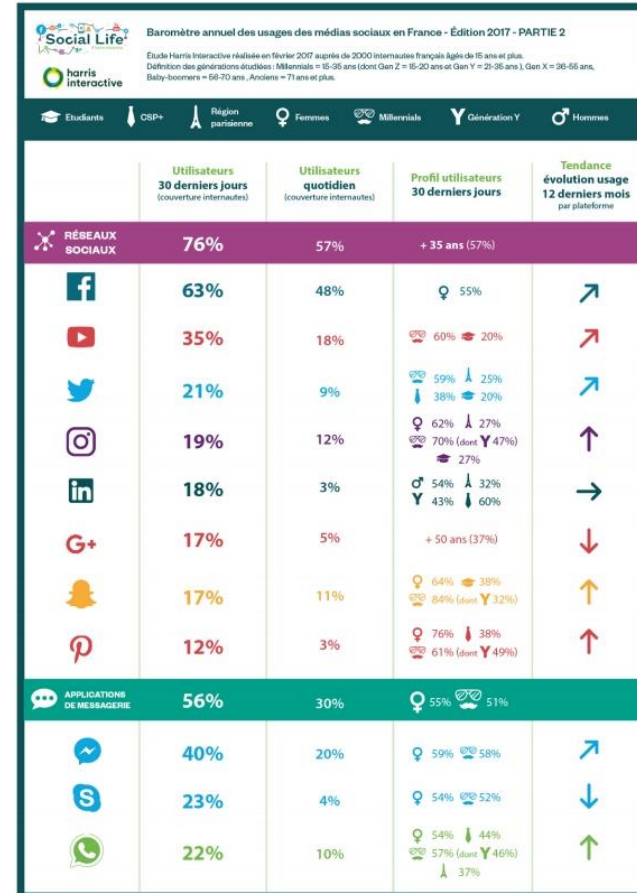 Social Life
harris
interactive
Baromètre annuel des usages des médias sociaux en France - Édition 2017 - PARTIE 2
Étude Harris Interactive réalisée en février 2017 auprès de 2000 internautes français âgés de 15 ans et plus.
Définition des générations étudiées : Millennials = 15-35 ans (dont Gen Z = 15-20 ans et Gen Y = 21-35 ans), Gen X = 36-55 ans,
Baby-boomers = 56-70 ans, Anciens = 71 ans et plus.
Etudiants CSP+ Région parisienne Femmes Millennials Y Génération Y Hommes
Utilisateurs
30 derniers jours
(couverture internautes)
Utilisateurs
quotidien
(couverture internautes)
Profil utilisateurs
30 derniers jours
Tendance
évolution usage
12 derniers mois
par plateforme
RÉSEAUX
SOCIAUX
76% 57% + 35 ans (57%)
f 63% 48% 55%
35% 18% 60% 20%
21% 9%
59% 25%
38% 20%
19% 12%
62% 27%
70% (dont Y 47%)
27%
in 18% 3%
54% 32%
Y 43% 60%
G+ 17% 5% + 50 ans (37%)
17% 11%
64% 38%
84% (dont Y 32%)
12% 3%
76% 38%
61% (dont Y 49%)
APPLICATIONS
DE MESSAGERIE
56% 30% 55% 51%
40% 20% 59% 58%
S 23% 4% 54% 52%
22% 10%
54% 44%
57% (dont Y 46%)
37%